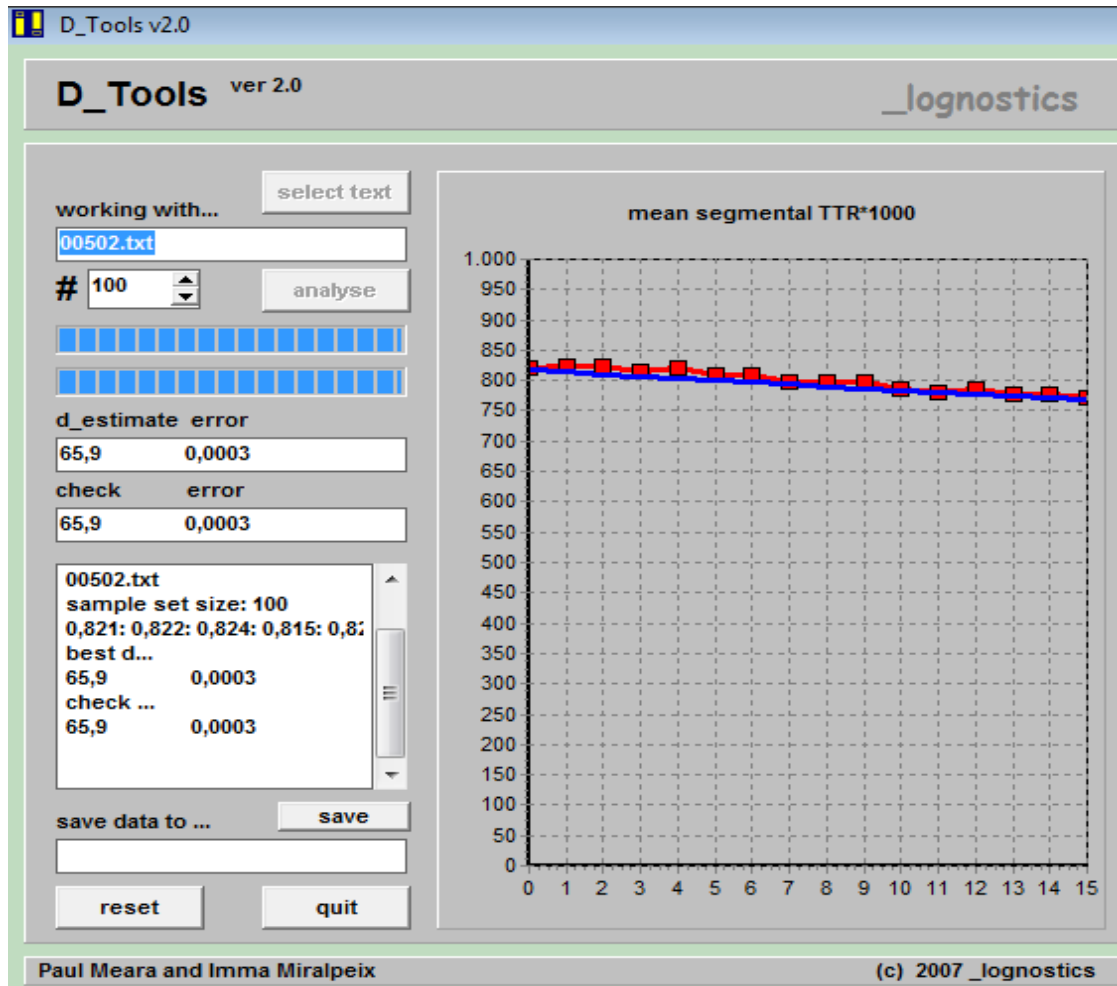 D_Tools v2.0
D_Tools ver 2.0
_lognostics
select text
working with...
00502.txt
# 100
analyse
d_estimate error
65,9 0,0003
check error
65,9 0,0003
00502.txt
sample set size: 100
0,821: 0,822: 0,824: 0,815: 0,82
best d...
65,9 0,0003
check ...
65,9 0,0003
save data to ...
save
reset
quit
mean segmental TTR*1000
1.000
950
900
850
800
750
700
650
600
550
500
450
400
350
300
250
200
150
100
50
0
0 1 2 3 4 5 6 7 8 9 10 11 12 13 14 15
Paul Meara and Imma Miralpeix
(c) 2007 _lognostics